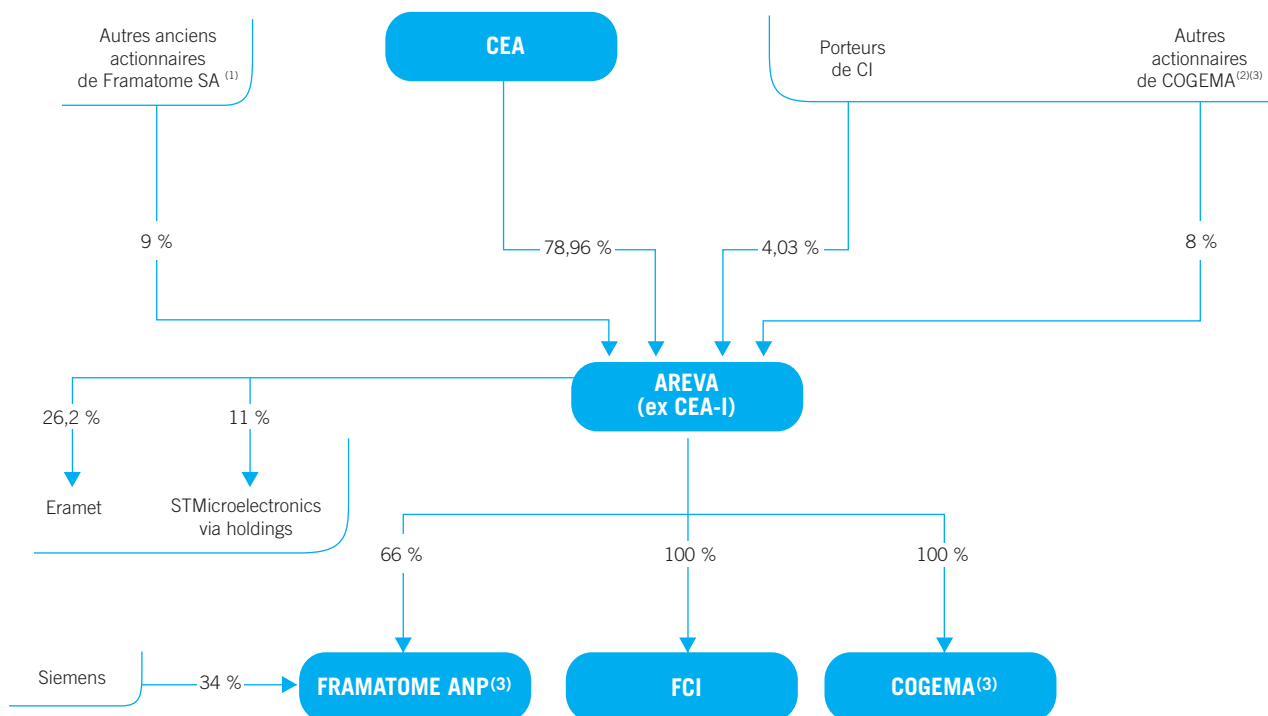 Autres anciens
actionnaires
de Framatome SA (1)
CEA
Porteurs
de CI
Autres
actionnaires
de COGEMA(2)(3)
9 %
78,96 %
4,03 %
8 %
AREVA
(ex CEA-I)
26,2 %
11 %
Eramet
STMicroelectronics
via holdings
66 %
100 %
100 %
Siemens
34 %
FRAMATOME ANP(3)
FCI
COGEMA(3)